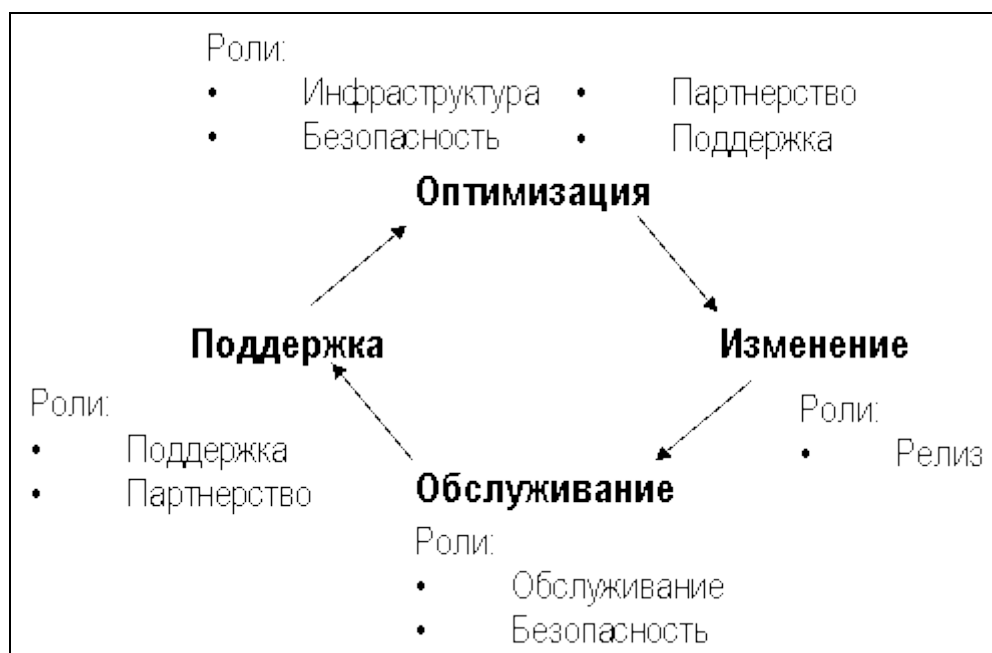 Роли:
• Инфраструктура • Партнерство
• Безопасность • Поддержка
Оптимизация
Поддержка Изменение
Роли:
• Поддержка
• Партнерство
Роли:
• Релиз
Обслуживание
Роли:
• Обслуживание
• Безопасность